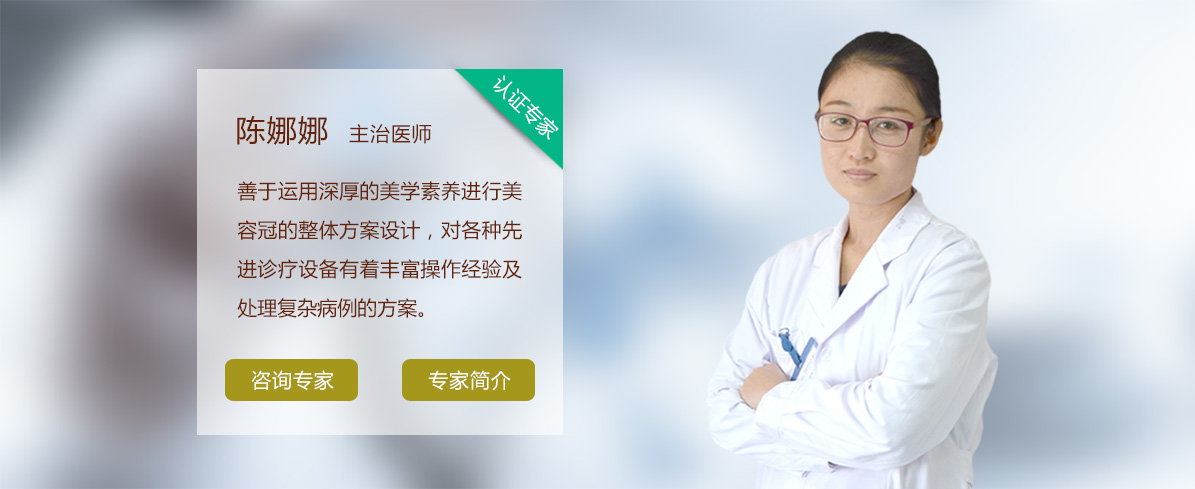 认证专家
陈娜娜 主治医师
善于运用深厚的美学素养进行美
容冠的整体方案设计，对各种先
进诊疗设备有着丰富操作经验及
处理复杂病例的方案。
咨询专家 专家简介